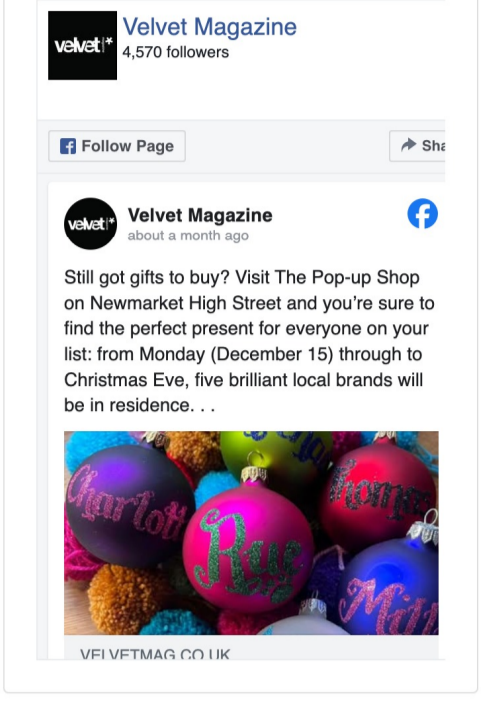 velvet|*
Velvet Magazine
4,570 followers
Follow Page
velvet|*
Velvet Magazine
about a month ago
Still got gifts to buy? Visit The Pop-up Shop
on Newmarket High Street and you’re sure to
find the perfect present for everyone on your
list: from Monday (December 15) through to
Christmas Eve, five brilliant local brands will
be in residence. . .
Rue
VELVETMAG.CO.UK